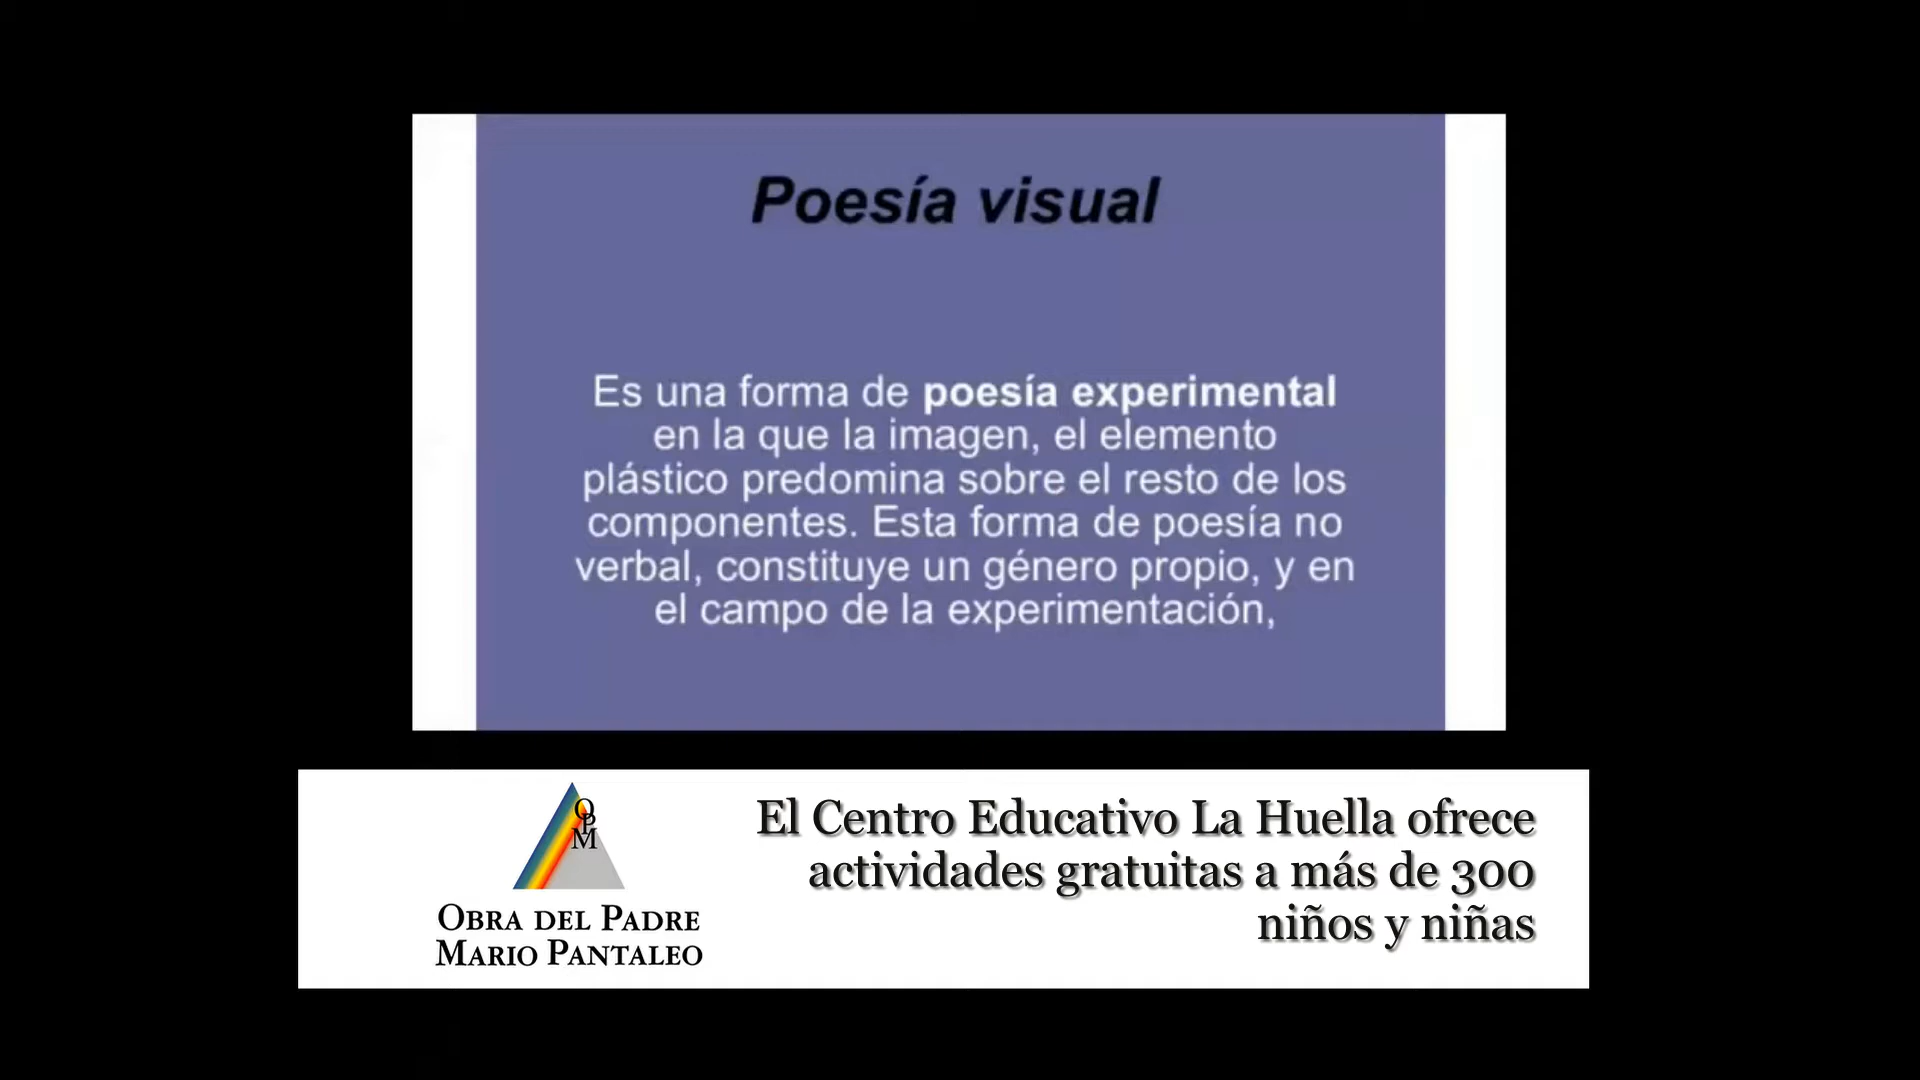 Poesía visual
Es una forma de poesía experimental
en la que la imagen, el elemento
plástico predomina sobre el resto de los
componentes. Esta forma de poesía no
verbal, constituye un género propio, y en
el campo de la experimentación,
O
P
M
OBRA DEL PADRE
MARIO PANTALEO
El Centro Educativo La Huella ofrece
actividades gratuitas a más de 300
niños y niñas